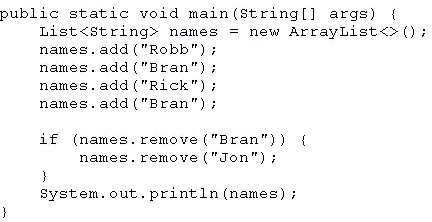 public static void main(String[] args) {
    List<String> names = new ArrayList<>();
    names.add("Robb");
    names.add("Bran");
    names.add("Rick");
    names.add("Bran");

    if (names.remove("Bran")) {
        names.remove("Jon");
    }
    System.out.println(names);
}